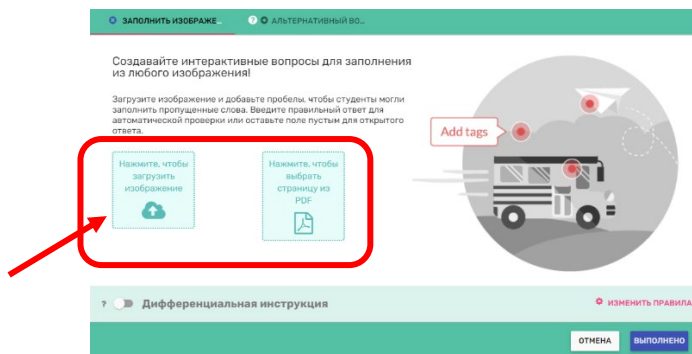 ЗАПОЛНИТЬ ИЗОБРАЖЕ...
? АЛЬТЕРНАТИВНЫЙ ВО...
Создавайте интерактивные вопросы для заполнения
из любого изображения!
Загрузите изображение и добавьте пробелы, чтобы студенты могли
заполнить пропущенные слова. Введите правильный ответ для
автоматической проверки или оставьте поле пустым для открытого
ответа.
Нажмите, чтобы
загрузить
изображение
Нажмите, чтобы
выбрать
страницу из
PDF
Add tags
? Дифференциальная инструкция
ИЗМЕНИТЬ ПРАВИЛА
ОТМЕНА
ВЫПОЛНЕНО